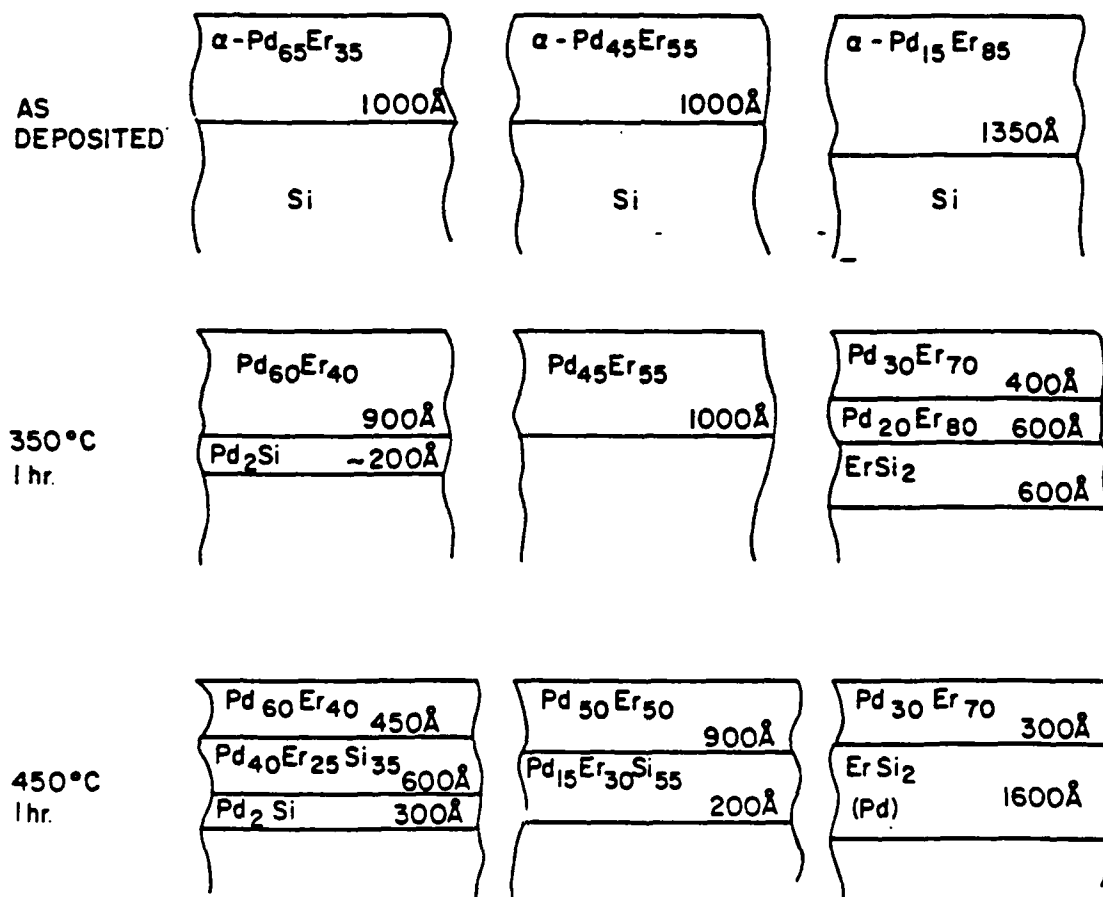 AS
DEPOSITED
α-Pd₆₅Er₃₅
1000Å
Si
α-Pd₄₅Er₅₅
1000Å
Si
α-Pd₁₅Er₈₅
1350Å
Si
350°C
1 hr.
Pd₆₀Er₄₀
900Å
Pd₂Si ~200Å
Pd₄₅Er₅₅
1000Å
Pd₃₀Er₇₀
400Å
Pd₂₀Er₈₀ 600Å
ErSi₂
600Å
450°C
1 hr.
Pd₆₀Er₄₀
450Å
Pd₄₀Er₂₅Si₃₅
600Å
Pd₂Si 300Å
Pd₅₀Er₅₀
900Å
Pd₁₅Er₃₀Si₅₅
200Å
Pd₃₀Er₇₀
300Å
ErSi₂
(Pd)
1600Å